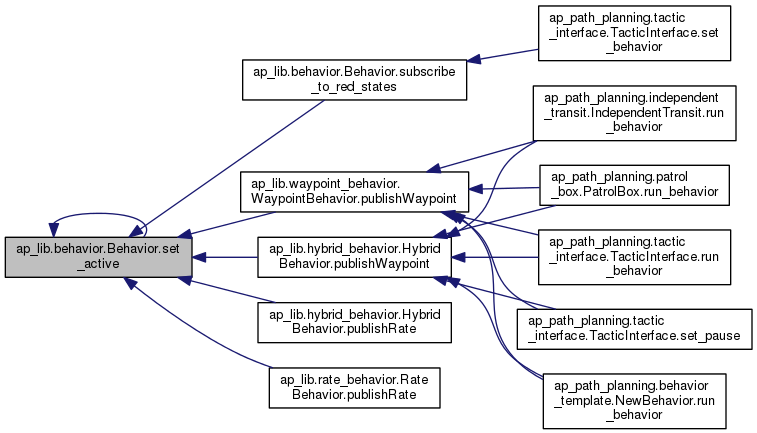 ap_lib.behavior.Behavior.set
_active
ap_lib.behavior.Behavior.subscribe
_to_red_states
ap_lib.waypoint_behavior.
WaypointBehavior.publishWaypoint
ap_lib.hybrid_behavior.Hybrid
Behavior.publishWaypoint
ap_lib.hybrid_behavior.Hybrid
Behavior.publishRate
ap_lib.rate_behavior.Rate
Behavior.publishRate
ap_path_planning.tactic
_interface.TacticInterface.set
_behavior
ap_path_planning.independent
_transit.IndependentTransit.run
_behavior
ap_path_planning.patrol
_box.PatrolBox.run_behavior
ap_path_planning.tactic
_interface.TacticInterface.run
_behavior
ap_path_planning.tactic
_interface.TacticInterface.set_pause
ap_path_planning.behavior
_template.NewBehavior.run
_behavior